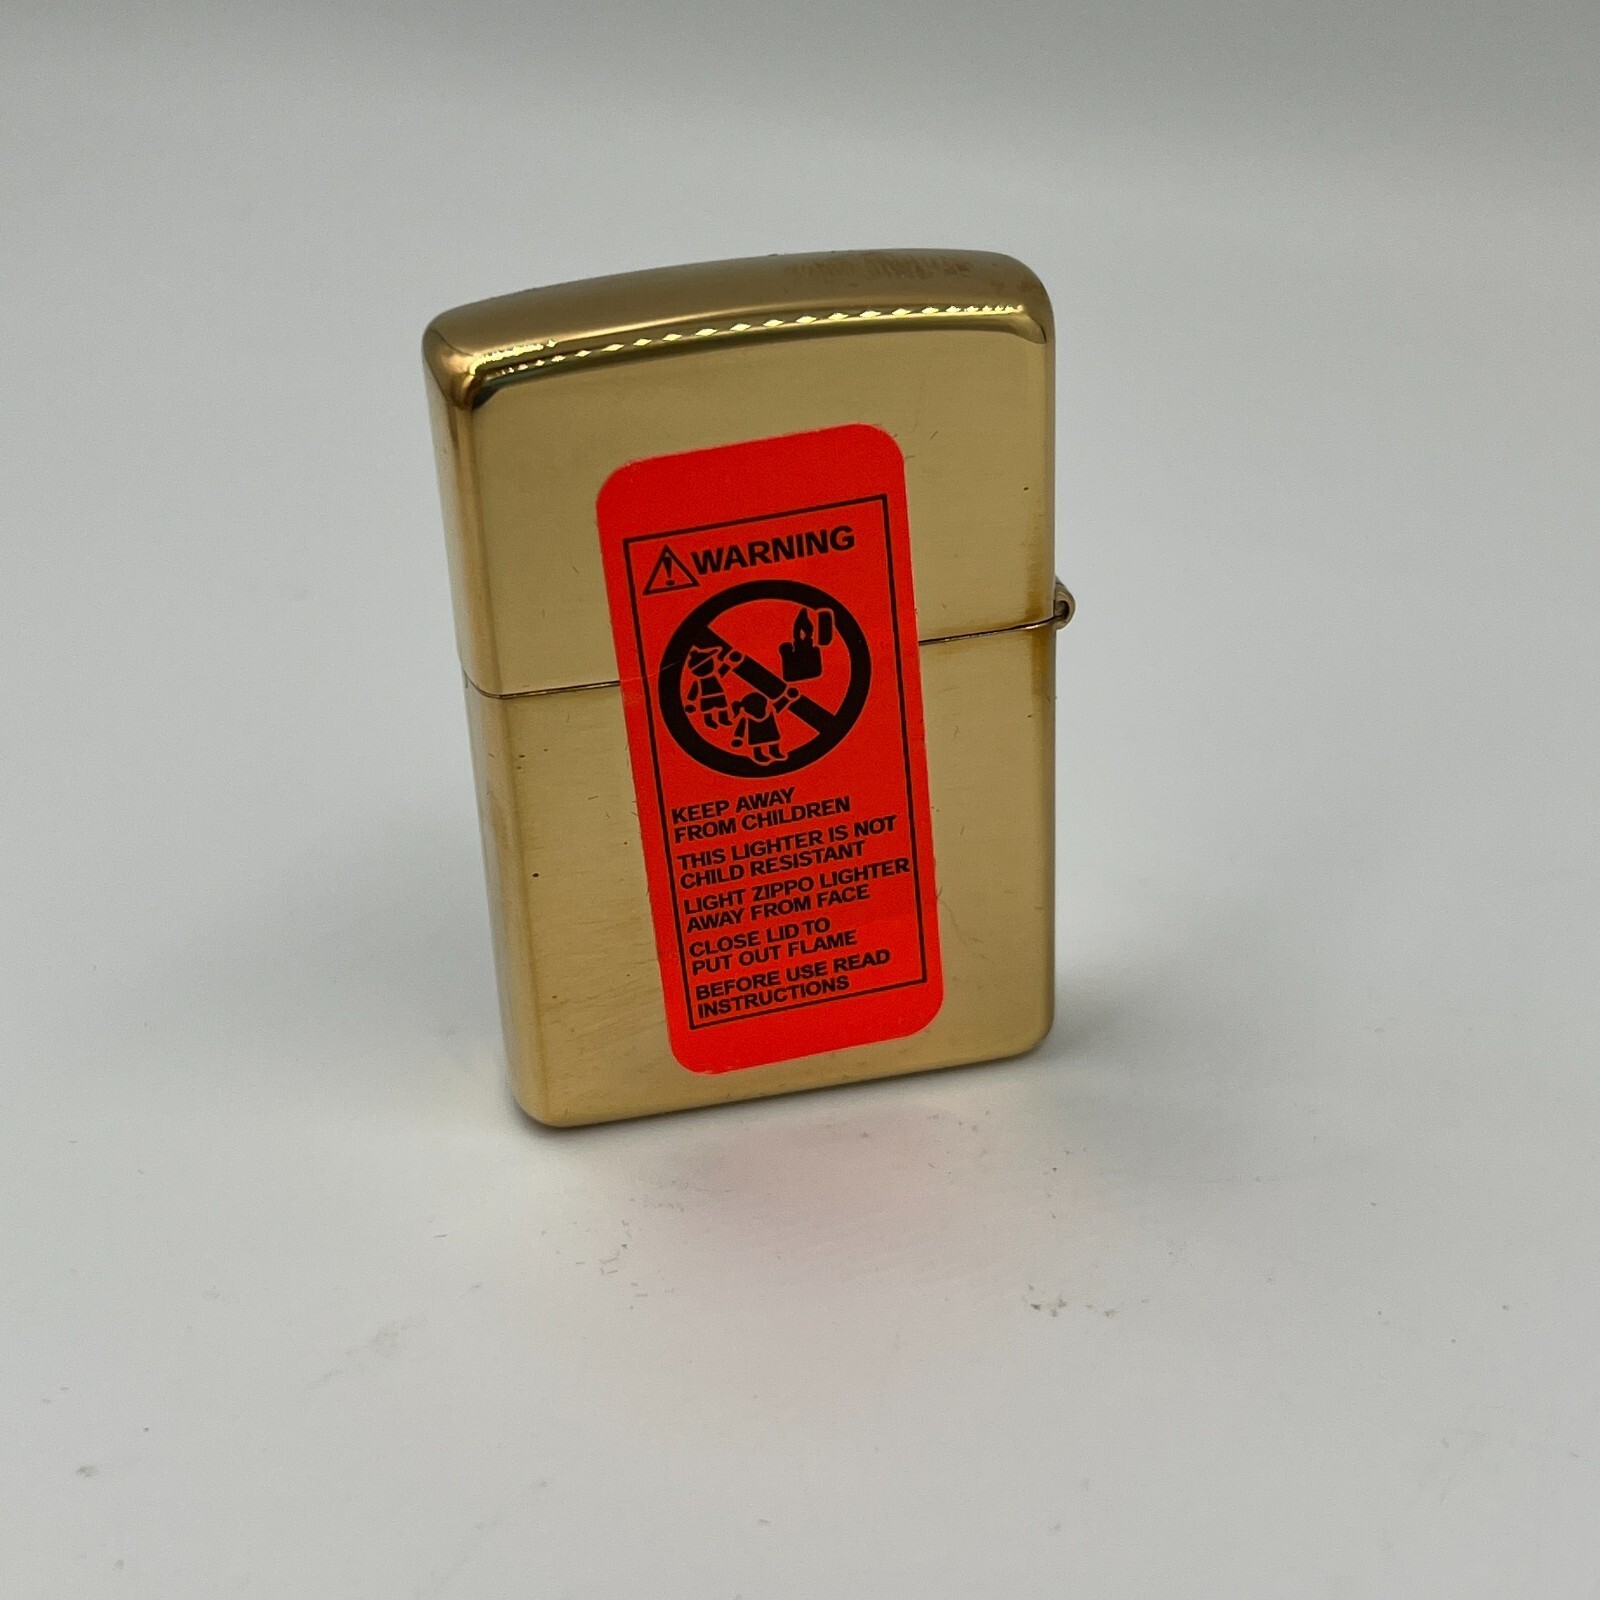 WARNING
KEEP AWAY
FROM CHILDREN
THIS LIGHTER IS NOT
CHILD RESISTANT
LIGHT ZIPPO LIGHTER
AWAY FROM FACE
CLOSE LID TO
PUT OUT FLAME
BEFORE USE READ
INSTRUCTIONS